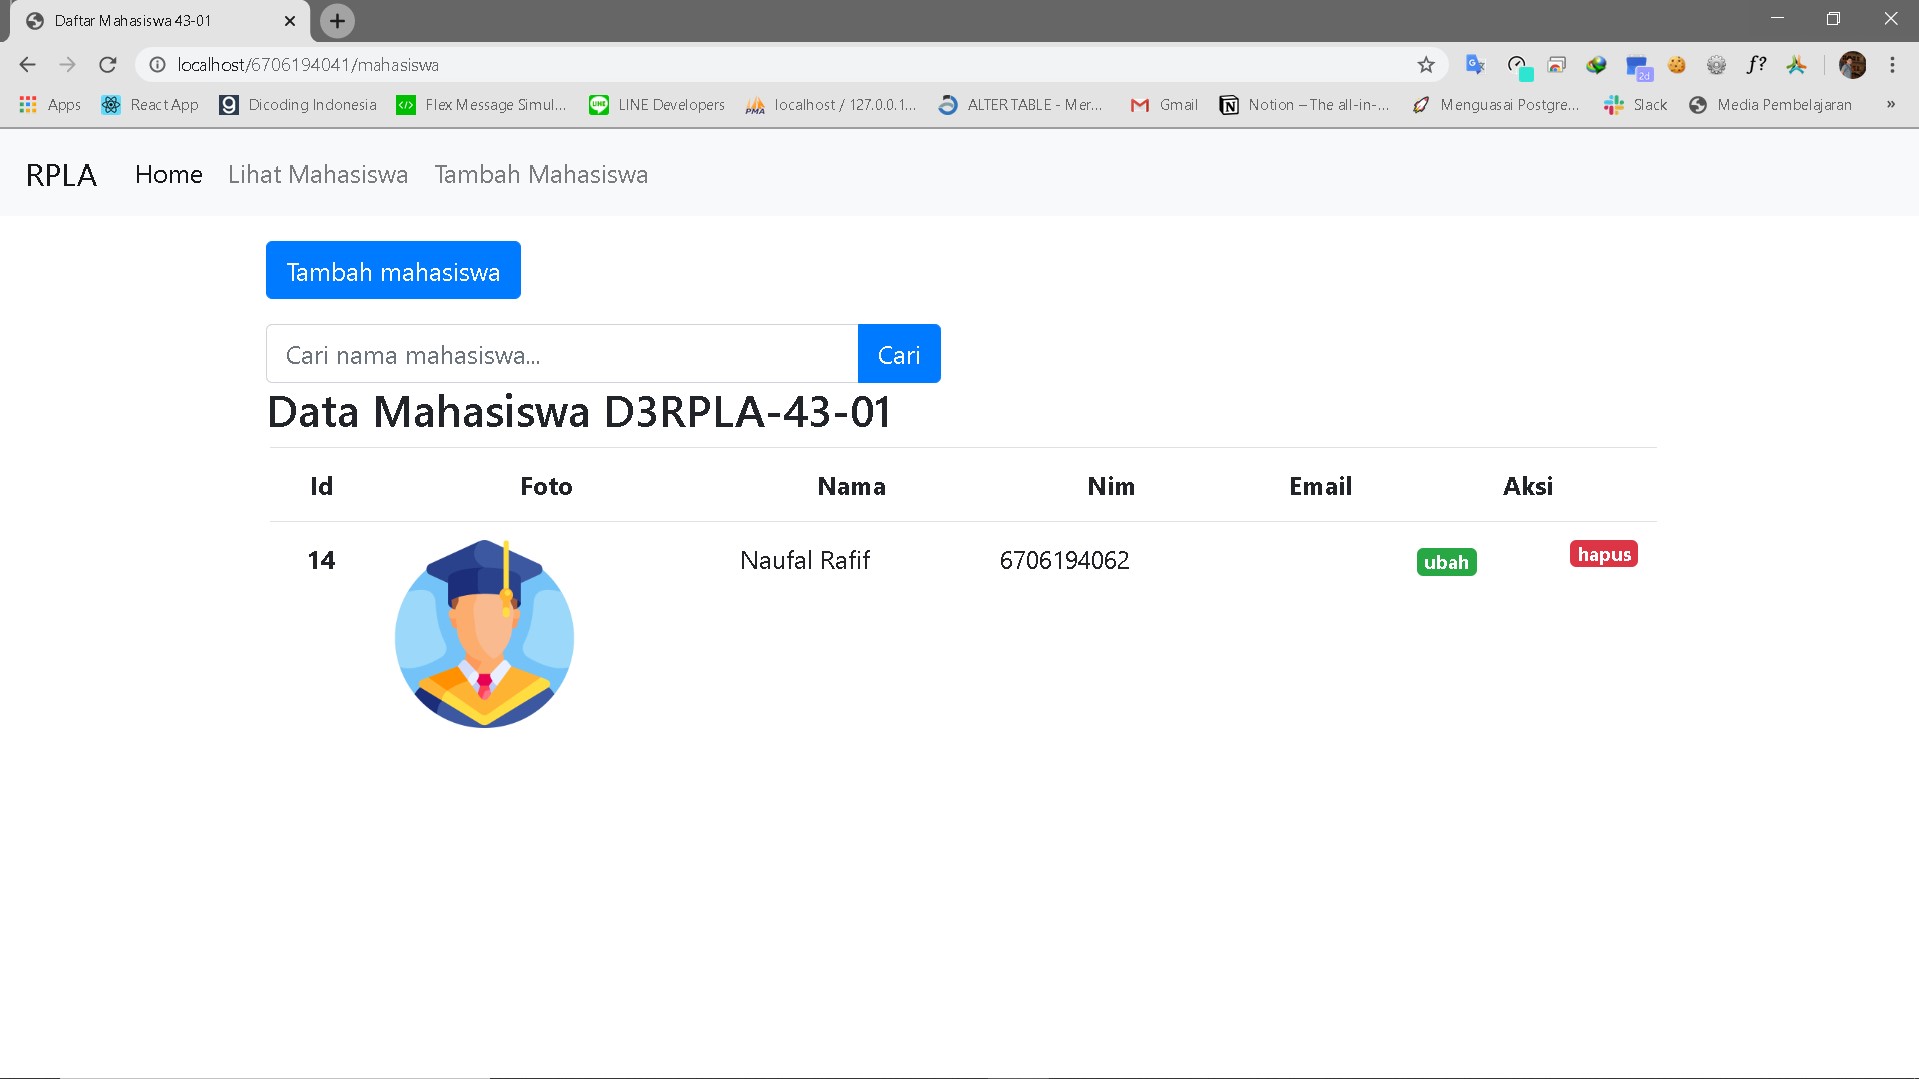 Daftar Mahasiswa 43-01
localhost/6706194041/mahasiswa
2d
f?
Apps React App Dicoding Indonesia Flex Message Simul... LINE Developers localhost / 127.0.0.1... ALTER TABLE - Mer... Gmail Notion – The all-in-... Menguasai Postgre... Slack Media Pembelajaran »
RPLA Home Lihat Mahasiswa Tambah Mahasiswa
Tambah mahasiswa
Cari nama mahasiswa... Cari
Data Mahasiswa D3RPLA-43-01
Id Foto Nama Nim Email Aksi
14 Naufal Rafif 6706194062 ubah hapus